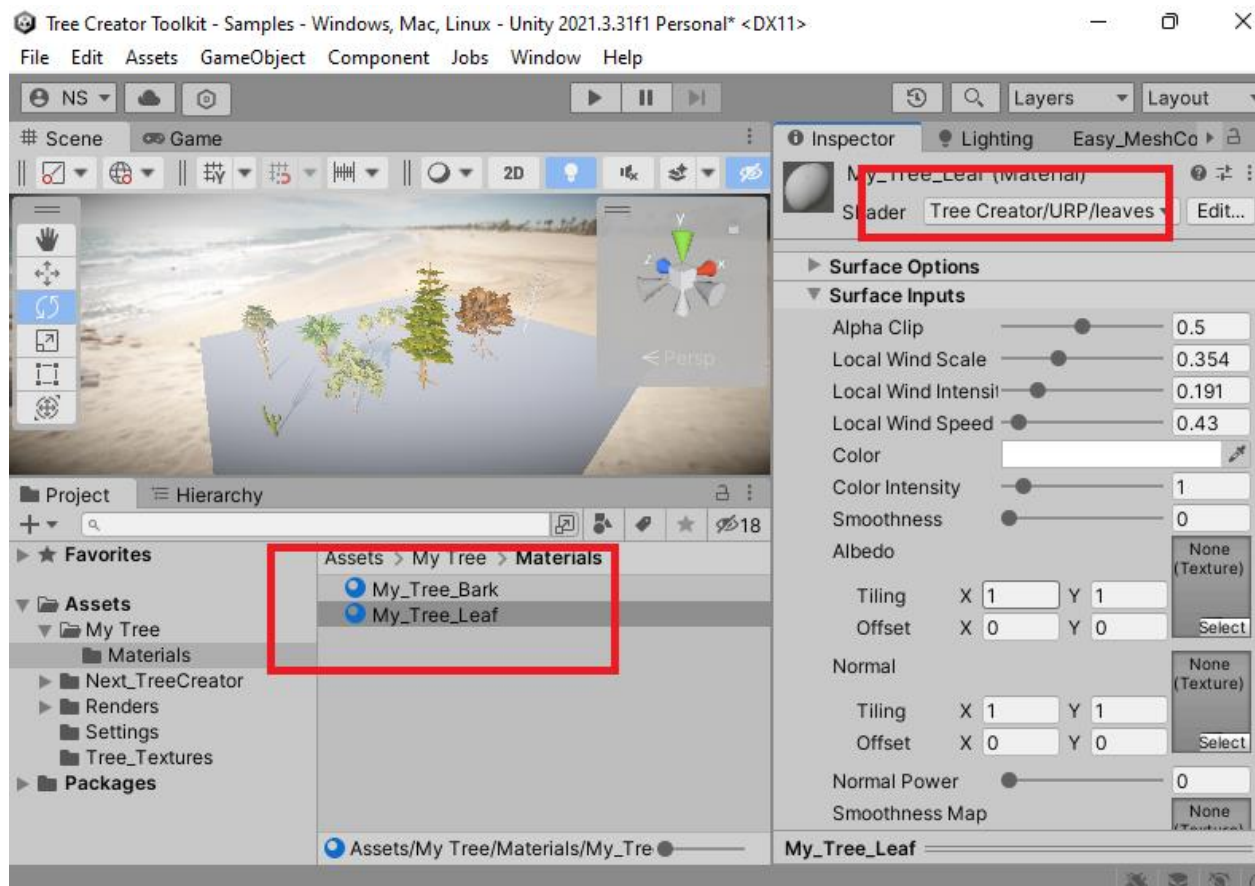 Tree Creator Toolkit - Samples - Windows, Mac, Linux - Unity 2021.3.31f1 Personal* <DX11>
File Edit Assets GameObject Component Jobs Window Help
NS
Layers
Layout
Scene
Game
2D
y
z
x
Persp
Inspector
Lighting
Easy_MeshCo
My_Tree_Leaf (Material)
Shader Tree Creator/URP/leaves Edit...
Surface Options
Surface Inputs
Alpha Clip 0.5
Local Wind Scale 0.354
Local Wind Intensit 0.191
Local Wind Speed 0.43
Color
Color Intensity 1
Smoothness 0
Albedo None
(Texture)
Tiling X 1 Y 1
Offset X 0 Y 0 Select
Normal None
(Texture)
Tiling X 1 Y 1
Offset X 0 Y 0 Select
Normal Power 0
Smoothness Map None
My_Tree_Leaf
Project
Hierarchy
18
Favorites
Assets
My Tree
Materials
Next_TreeCreator
Renders
Settings
Tree_Textures
Packages
Assets > My Tree > Materials
My_Tree_Bark
My_Tree_Leaf
Assets/My Tree/Materials/My_Tre